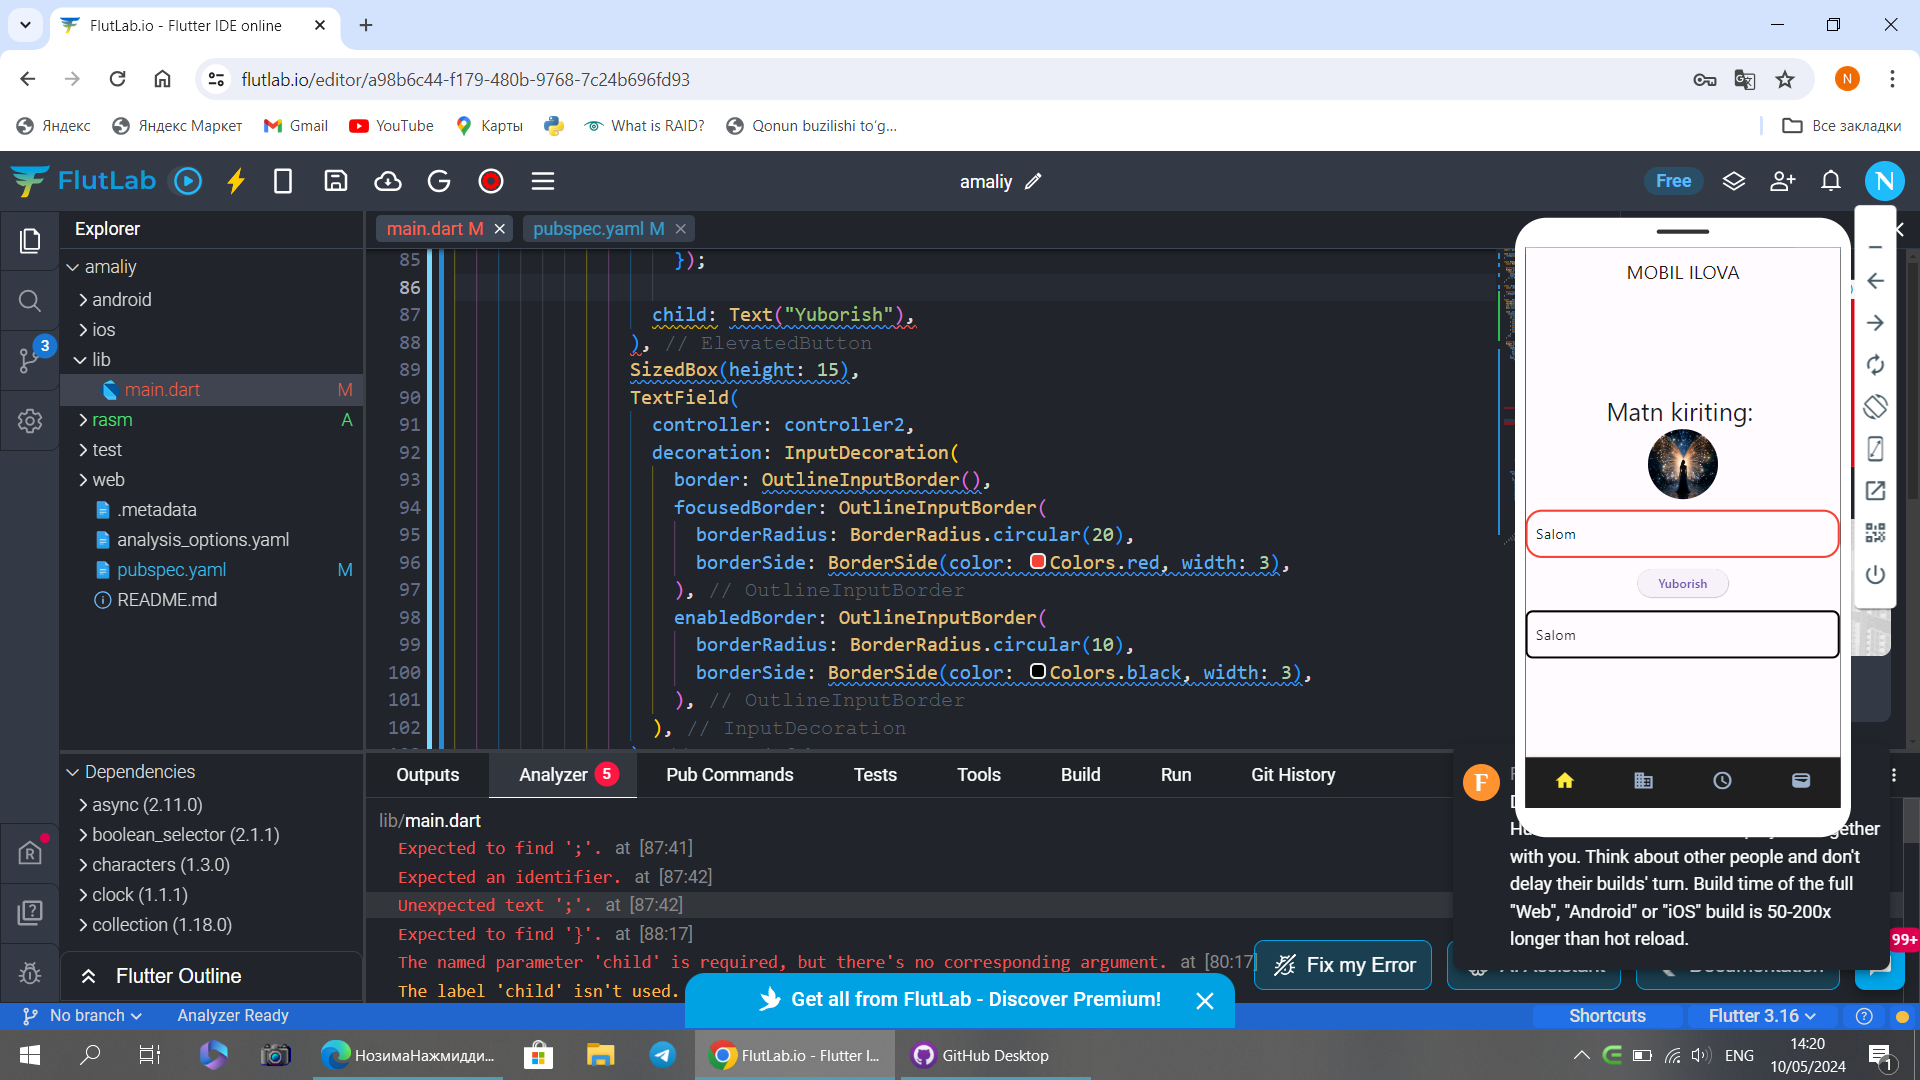 FlutLab.io - Flutter IDE online
flutlab.io/editor/a98b6c44-f179-480b-9768-7c24b696fd93
N
Яндекс
Яндекс Маркет
Gmail
YouTube
Карты
What is RAID?
Qonun buzilishi to'g...
Все закладки
FlutLab
amaliy
Free
N
Explorer
main.dart M
pubspec.yaml M
amaliy
android
ios
lib
3
main.dart M
rasm A
test
web
.metadata
analysis_options.yaml
pubspec.yaml M
README.md
85 });
86
87 child: Text("Yuborish"),
88 ), // ElevatedButton
89 SizedBox(height: 15),
90 TextField(
91 controller: controller2,
92 decoration: InputDecoration(
93 border: OutlineInputBorder(),
94 focusedBorder: OutlineInputBorder(
95 borderRadius: BorderRadius.circular(20),
96 borderSide: BorderSide(color: Colors.red, width: 3),
97 ), // OutlineInputBorder
98 enabledBorder: OutlineInputBorder(
99 borderRadius: BorderRadius.circular(10),
100 borderSide: BorderSide(color: Colors.black, width: 3),
101 ), // OutlineInputBorder
102 ), // InputDecoration
MOBIL ILOVA
Matn kiriting:
Salom
Yuborish
Salom
Dependencies
async (2.11.0)
boolean_selector (2.1.1)
characters (1.3.0)
clock (1.1.1)
collection (1.18.0)
Flutter Outline
Outputs
Analyzer 5
Pub Commands
Tests
Tools
Build
Run
Git History
lib/main.dart
Expected to find ';'. at [87:41]
Expected an identifier. at [87:42]
Unexpected text ';'. at [87:42]
Expected to find '}'. at [88:17]
The named parameter 'child' is required, but there's no corresponding argument. at [80:17]
The label 'child' isn't used.
F
with you. Think about other people and don't
delay their builds' turn. Build time of the full
"Web", "Android" or "iOS" build is 50-200x
longer than hot reload.
99+
Fix my Error
Get all from FlutLab - Discover Premium!
No branch
Analyzer Ready
Shortcuts
Flutter 3.16
НозимаНажмидди...
FlutLab.io - Flutter I...
GitHub Desktop
ENG
14:20
10/05/2024
1